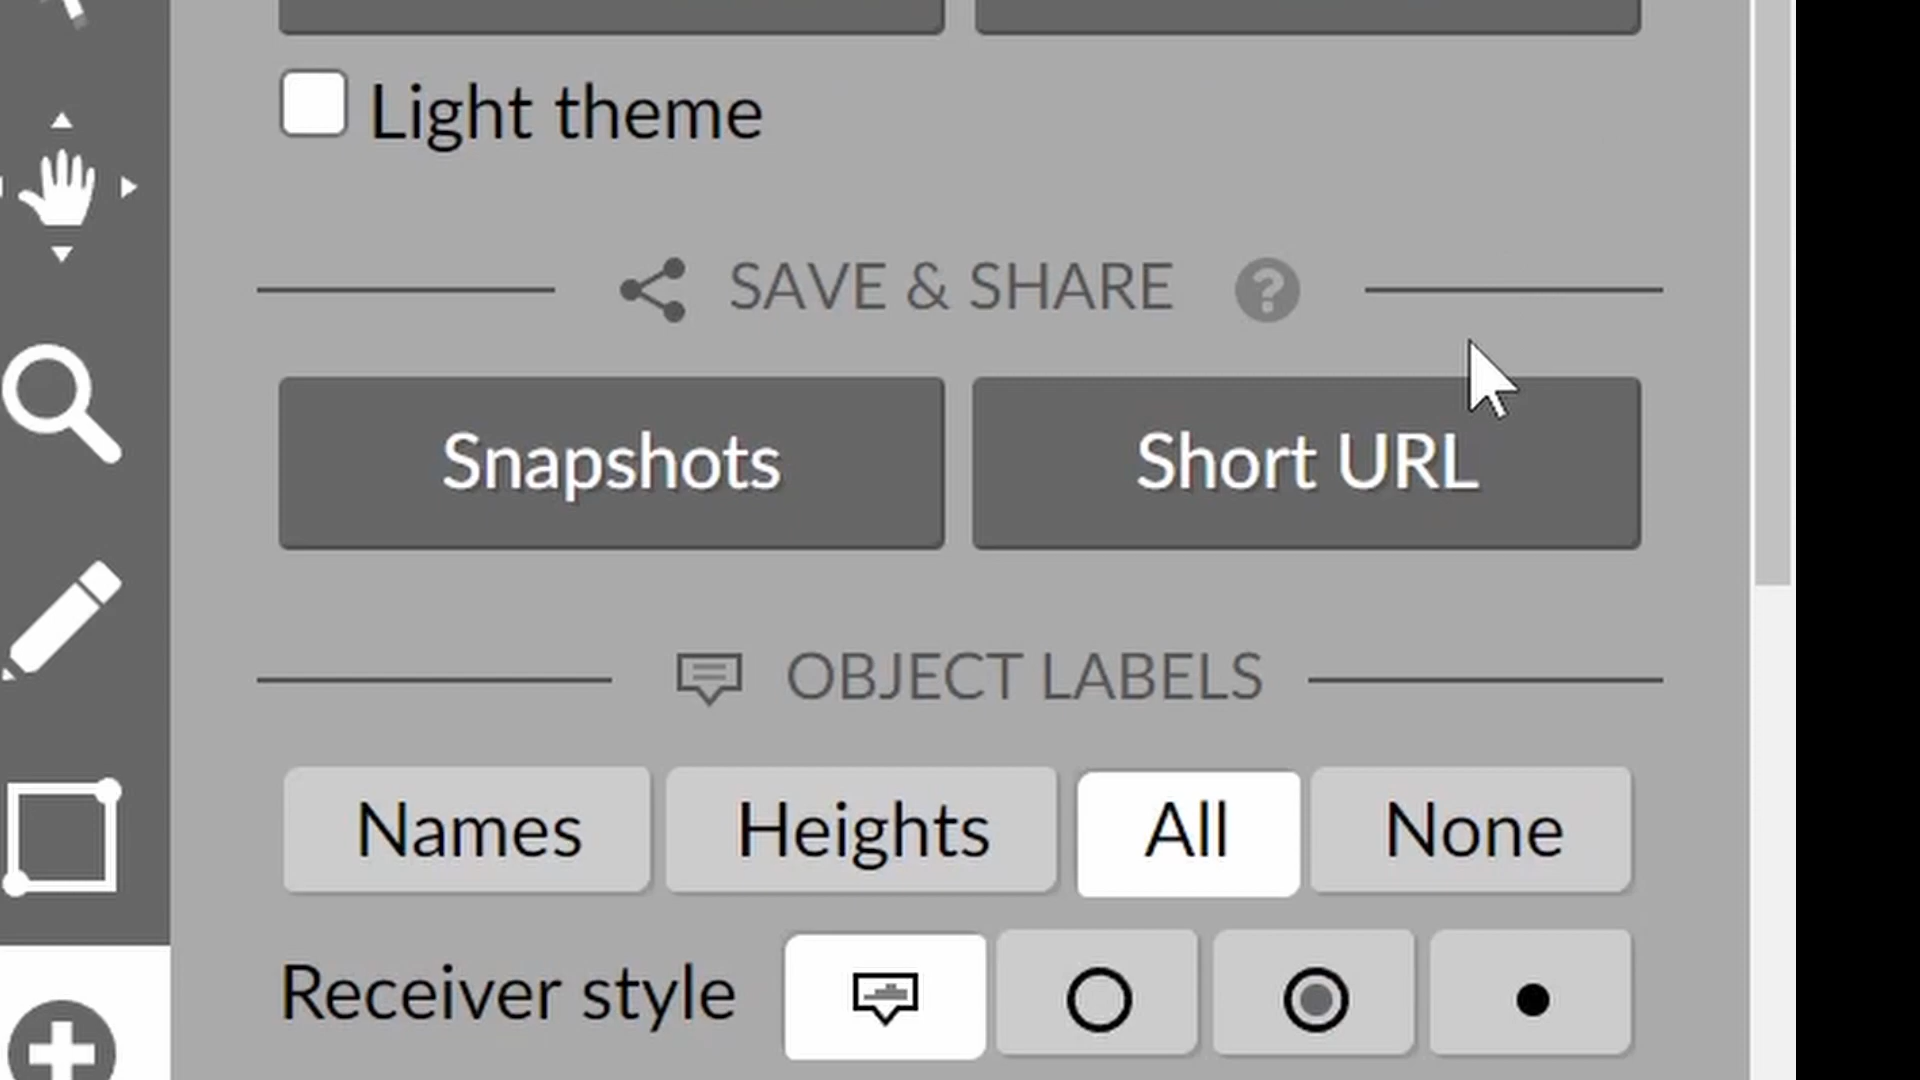 Light theme
SAVE & SHARE ?
Snapshots Short URL
OBJECT LABELS
Names Heights All None
Receiver style